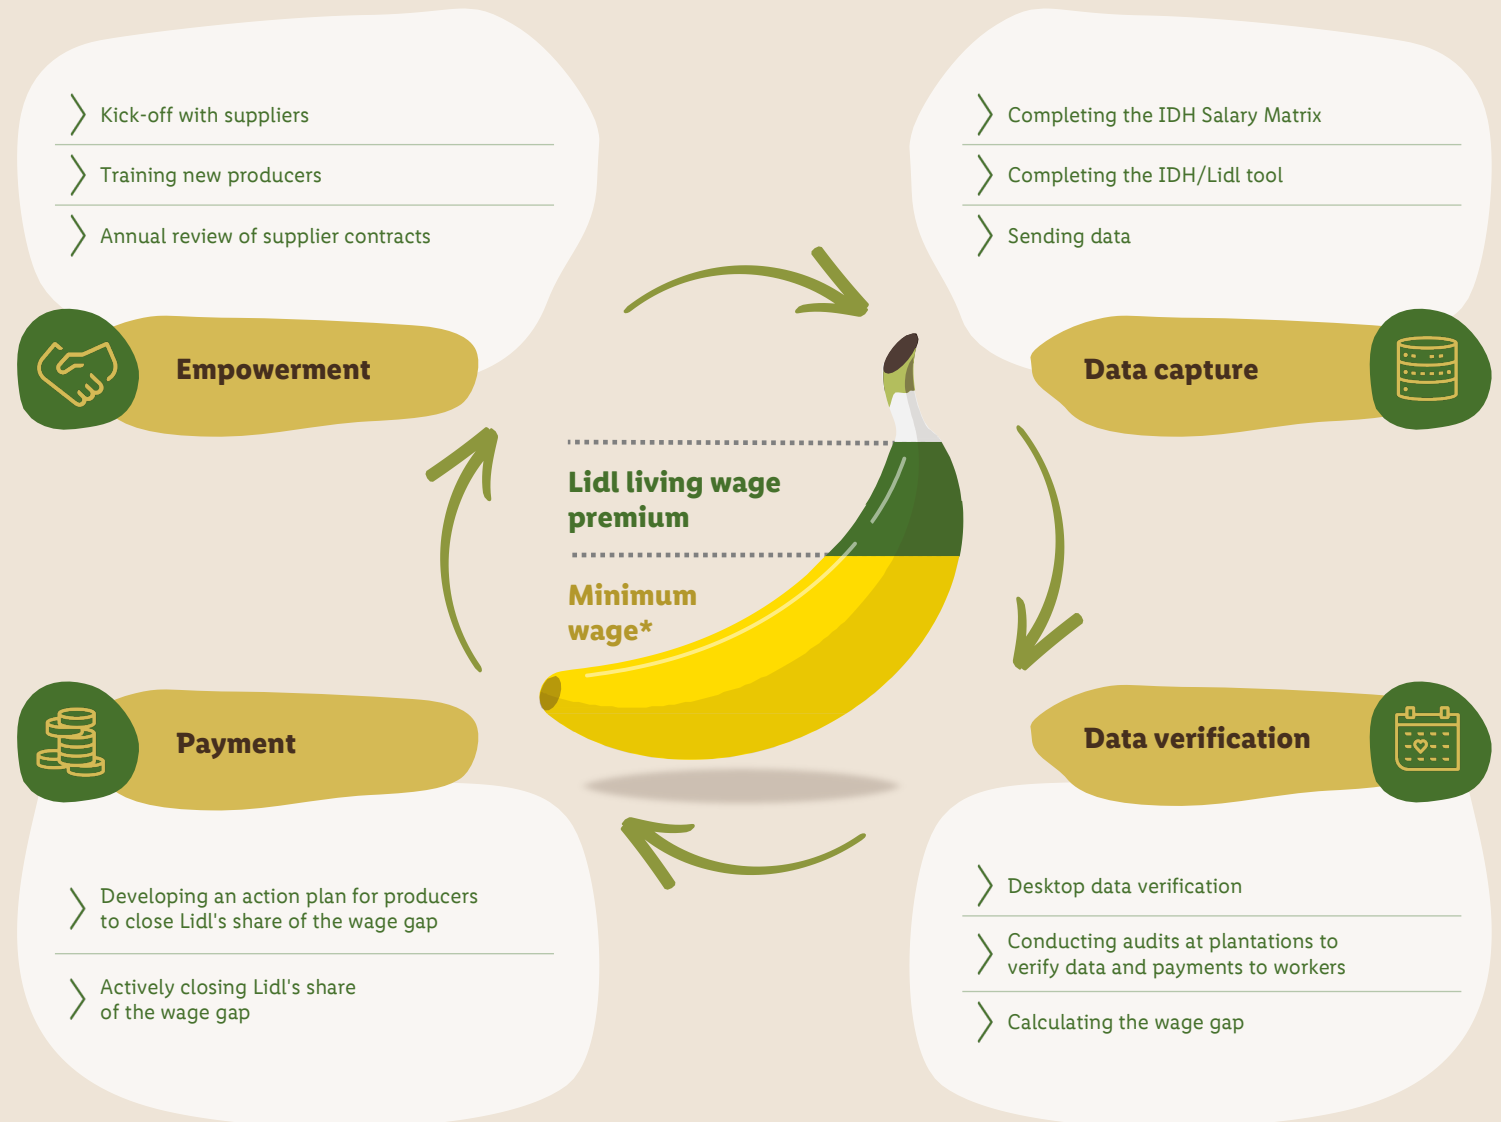 Kick-off with suppliers
Training new producers
Annual review of supplier contracts
Empowerment
Completing the IDH Salary Matrix
Completing the IDH/Lidl tool
Sending data
Data capture
Lidl living wage
premium
Minimum
wage*
Payment
Developing an action plan for producers
to close Lidl's share of the wage gap
Actively closing Lidl's share
of the wage gap
Data verification
Desktop data verification
Conducting audits at plantations to
verify data and payments to workers
Calculating the wage gap